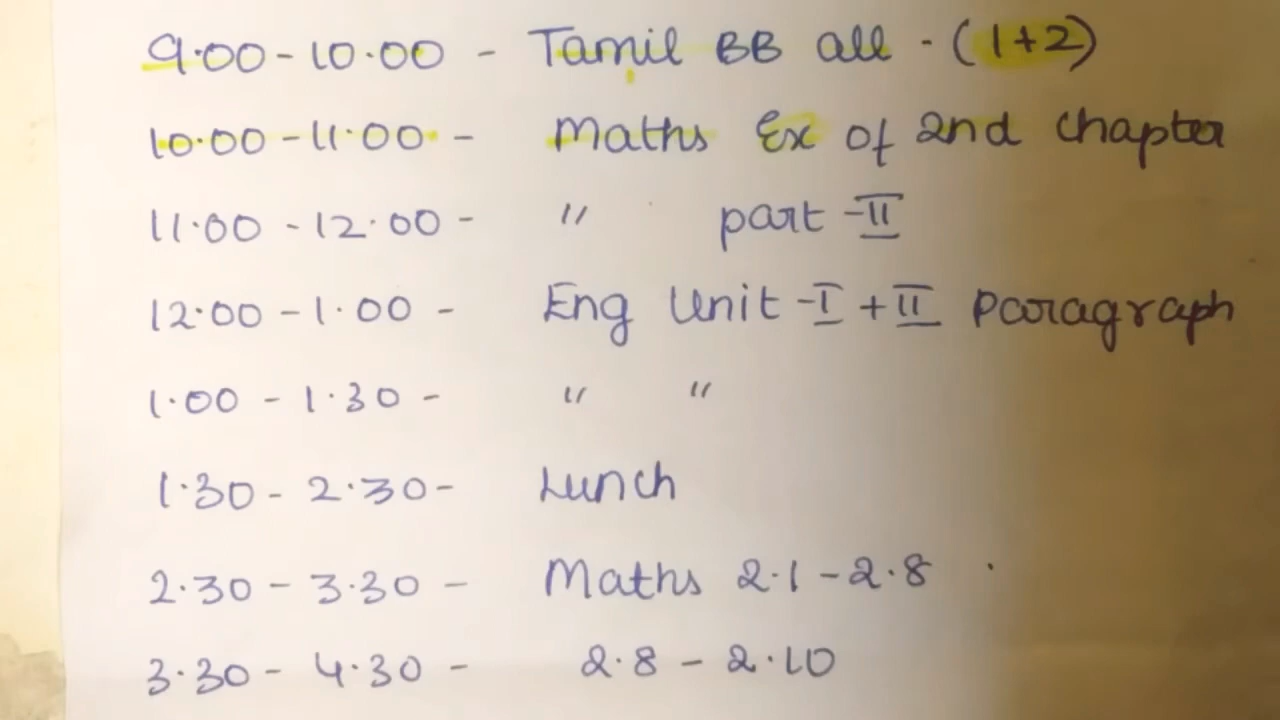 9.00 - 10.00 - Tamil BB all - (1+2)
10.00 - 11.00 - Maths Ex of 2nd chapter
11.00 - 12.00 - " part - II
12.00 - 1.00 - Eng Unit - I + II Paragraph
1.00 - 1.30 - " "
1.30 - 2.30 - Lunch
2.30 - 3.30 - Maths 2.1 - 2.8
3.30 - 4.30 - 2.8 - 2.10